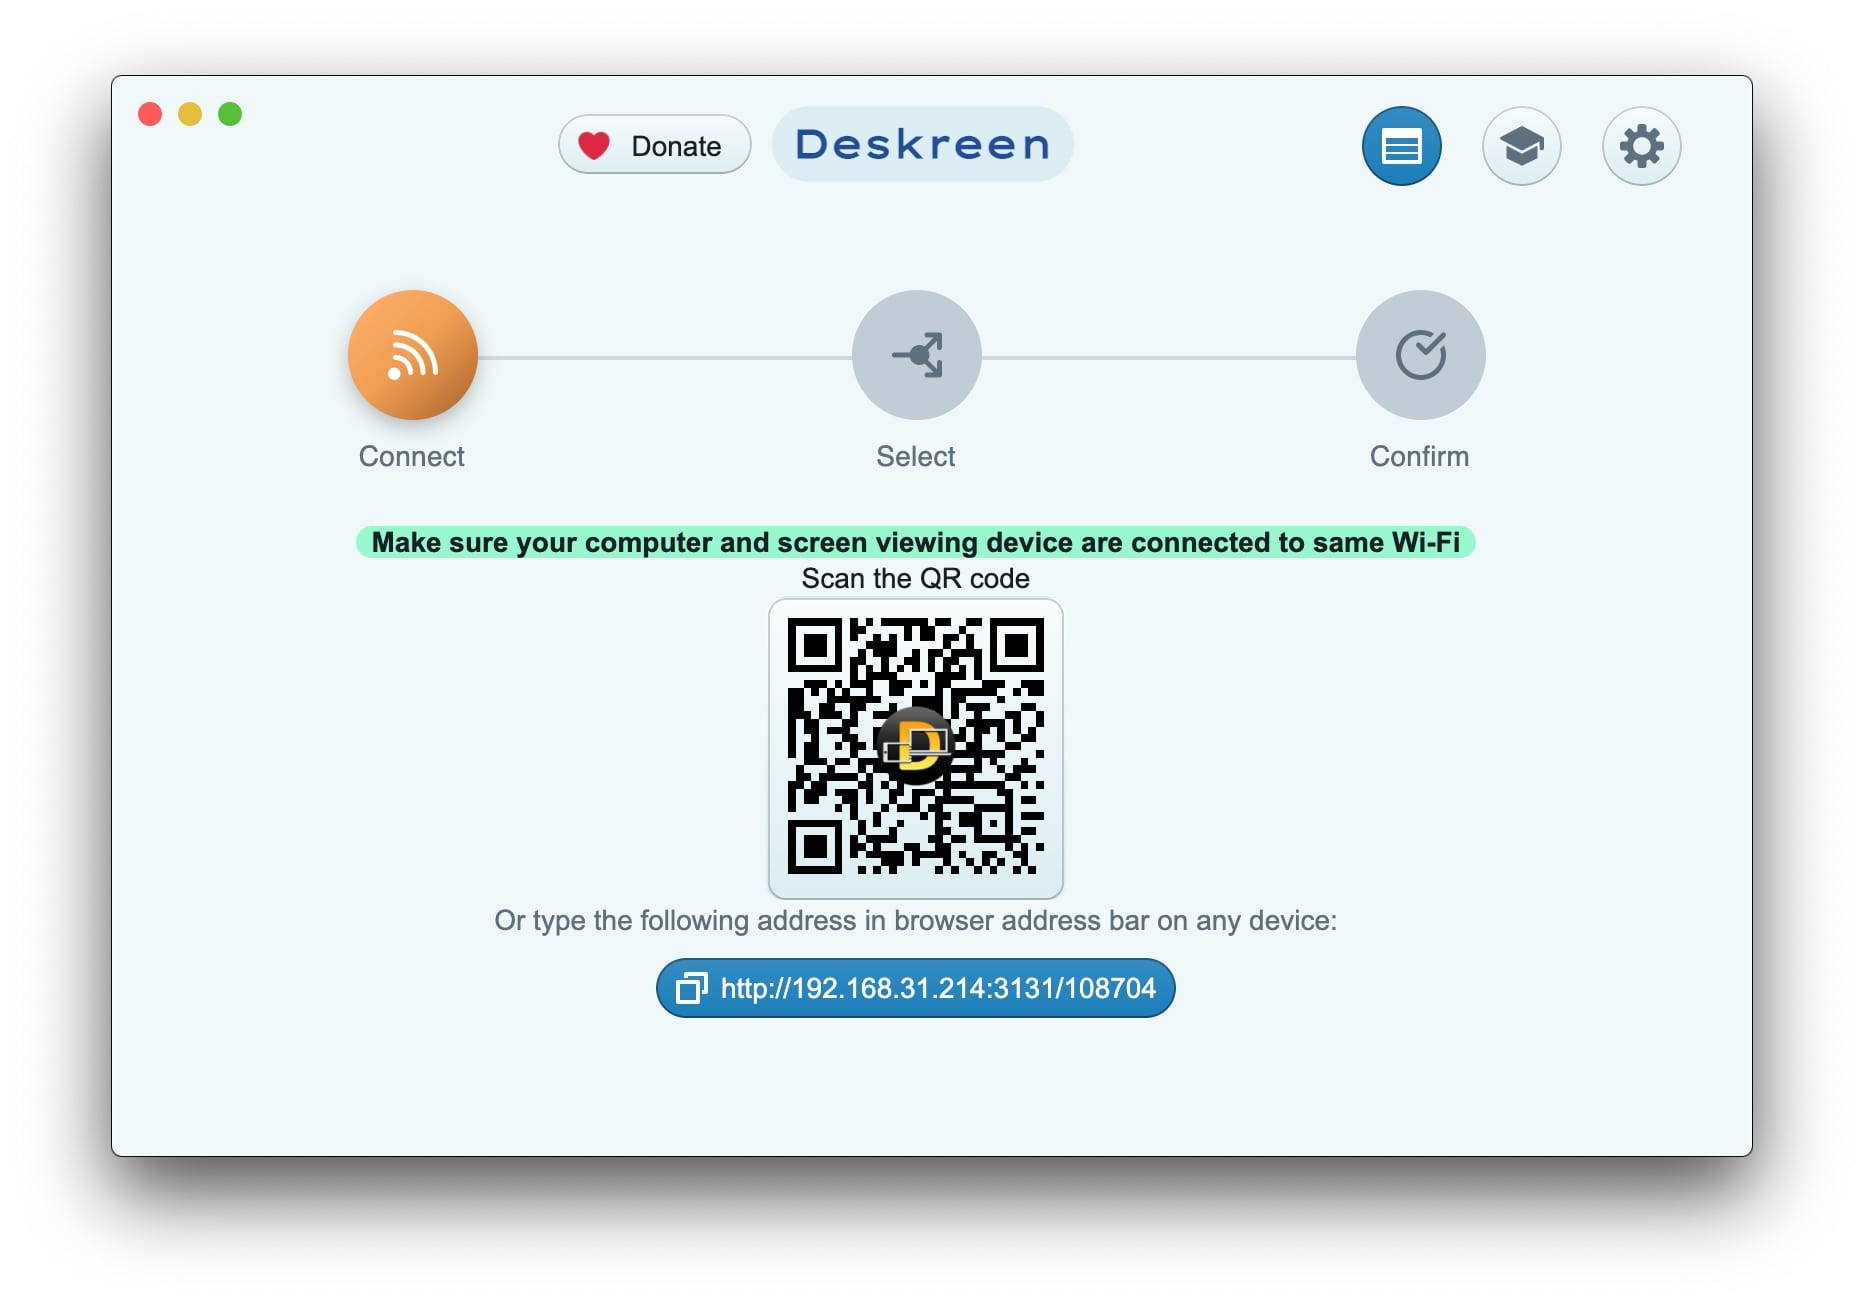 Donate
Deskreen
Connect
Select
Confirm
Make sure your computer and screen viewing device are connected to same Wi-Fi
Scan the QR code
D
Or type the following address in browser address bar on any device:
http://192.168.31.214:3131/108704